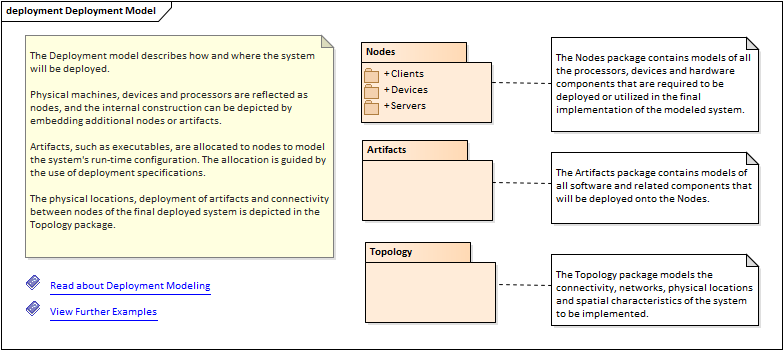 deployment Deployment Model
The Deployment model describes how and where the system
will be deployed.
Physical machines, devices and processors are reflected as
nodes, and the internal construction can be depicted by
embedding additional nodes or artifacts.
Artifacts, such as executables, are allocated to nodes to model
the system's run-time configuration. The allocation is guided by
the use of deployment specifications.
The physical locations, deployment of artifacts and connectivity
between nodes of the final deployed system is depicted in the
Topology package.
Read about Deployment Modeling
View Further Examples
Nodes
+ Clients
+ Devices
+ Servers
The Nodes package contains models of all
the processors, devices and hardware
components that are required to be
deployed or utilized in the final
implementation of the modeled system.
Artifacts
The Artifacts package contains models of
all software and related components that
will be deployed onto the Nodes.
Topology
The Topology package models the
connectivity, networks, physical locations
and spatial characteristics of the system
to be implemented.